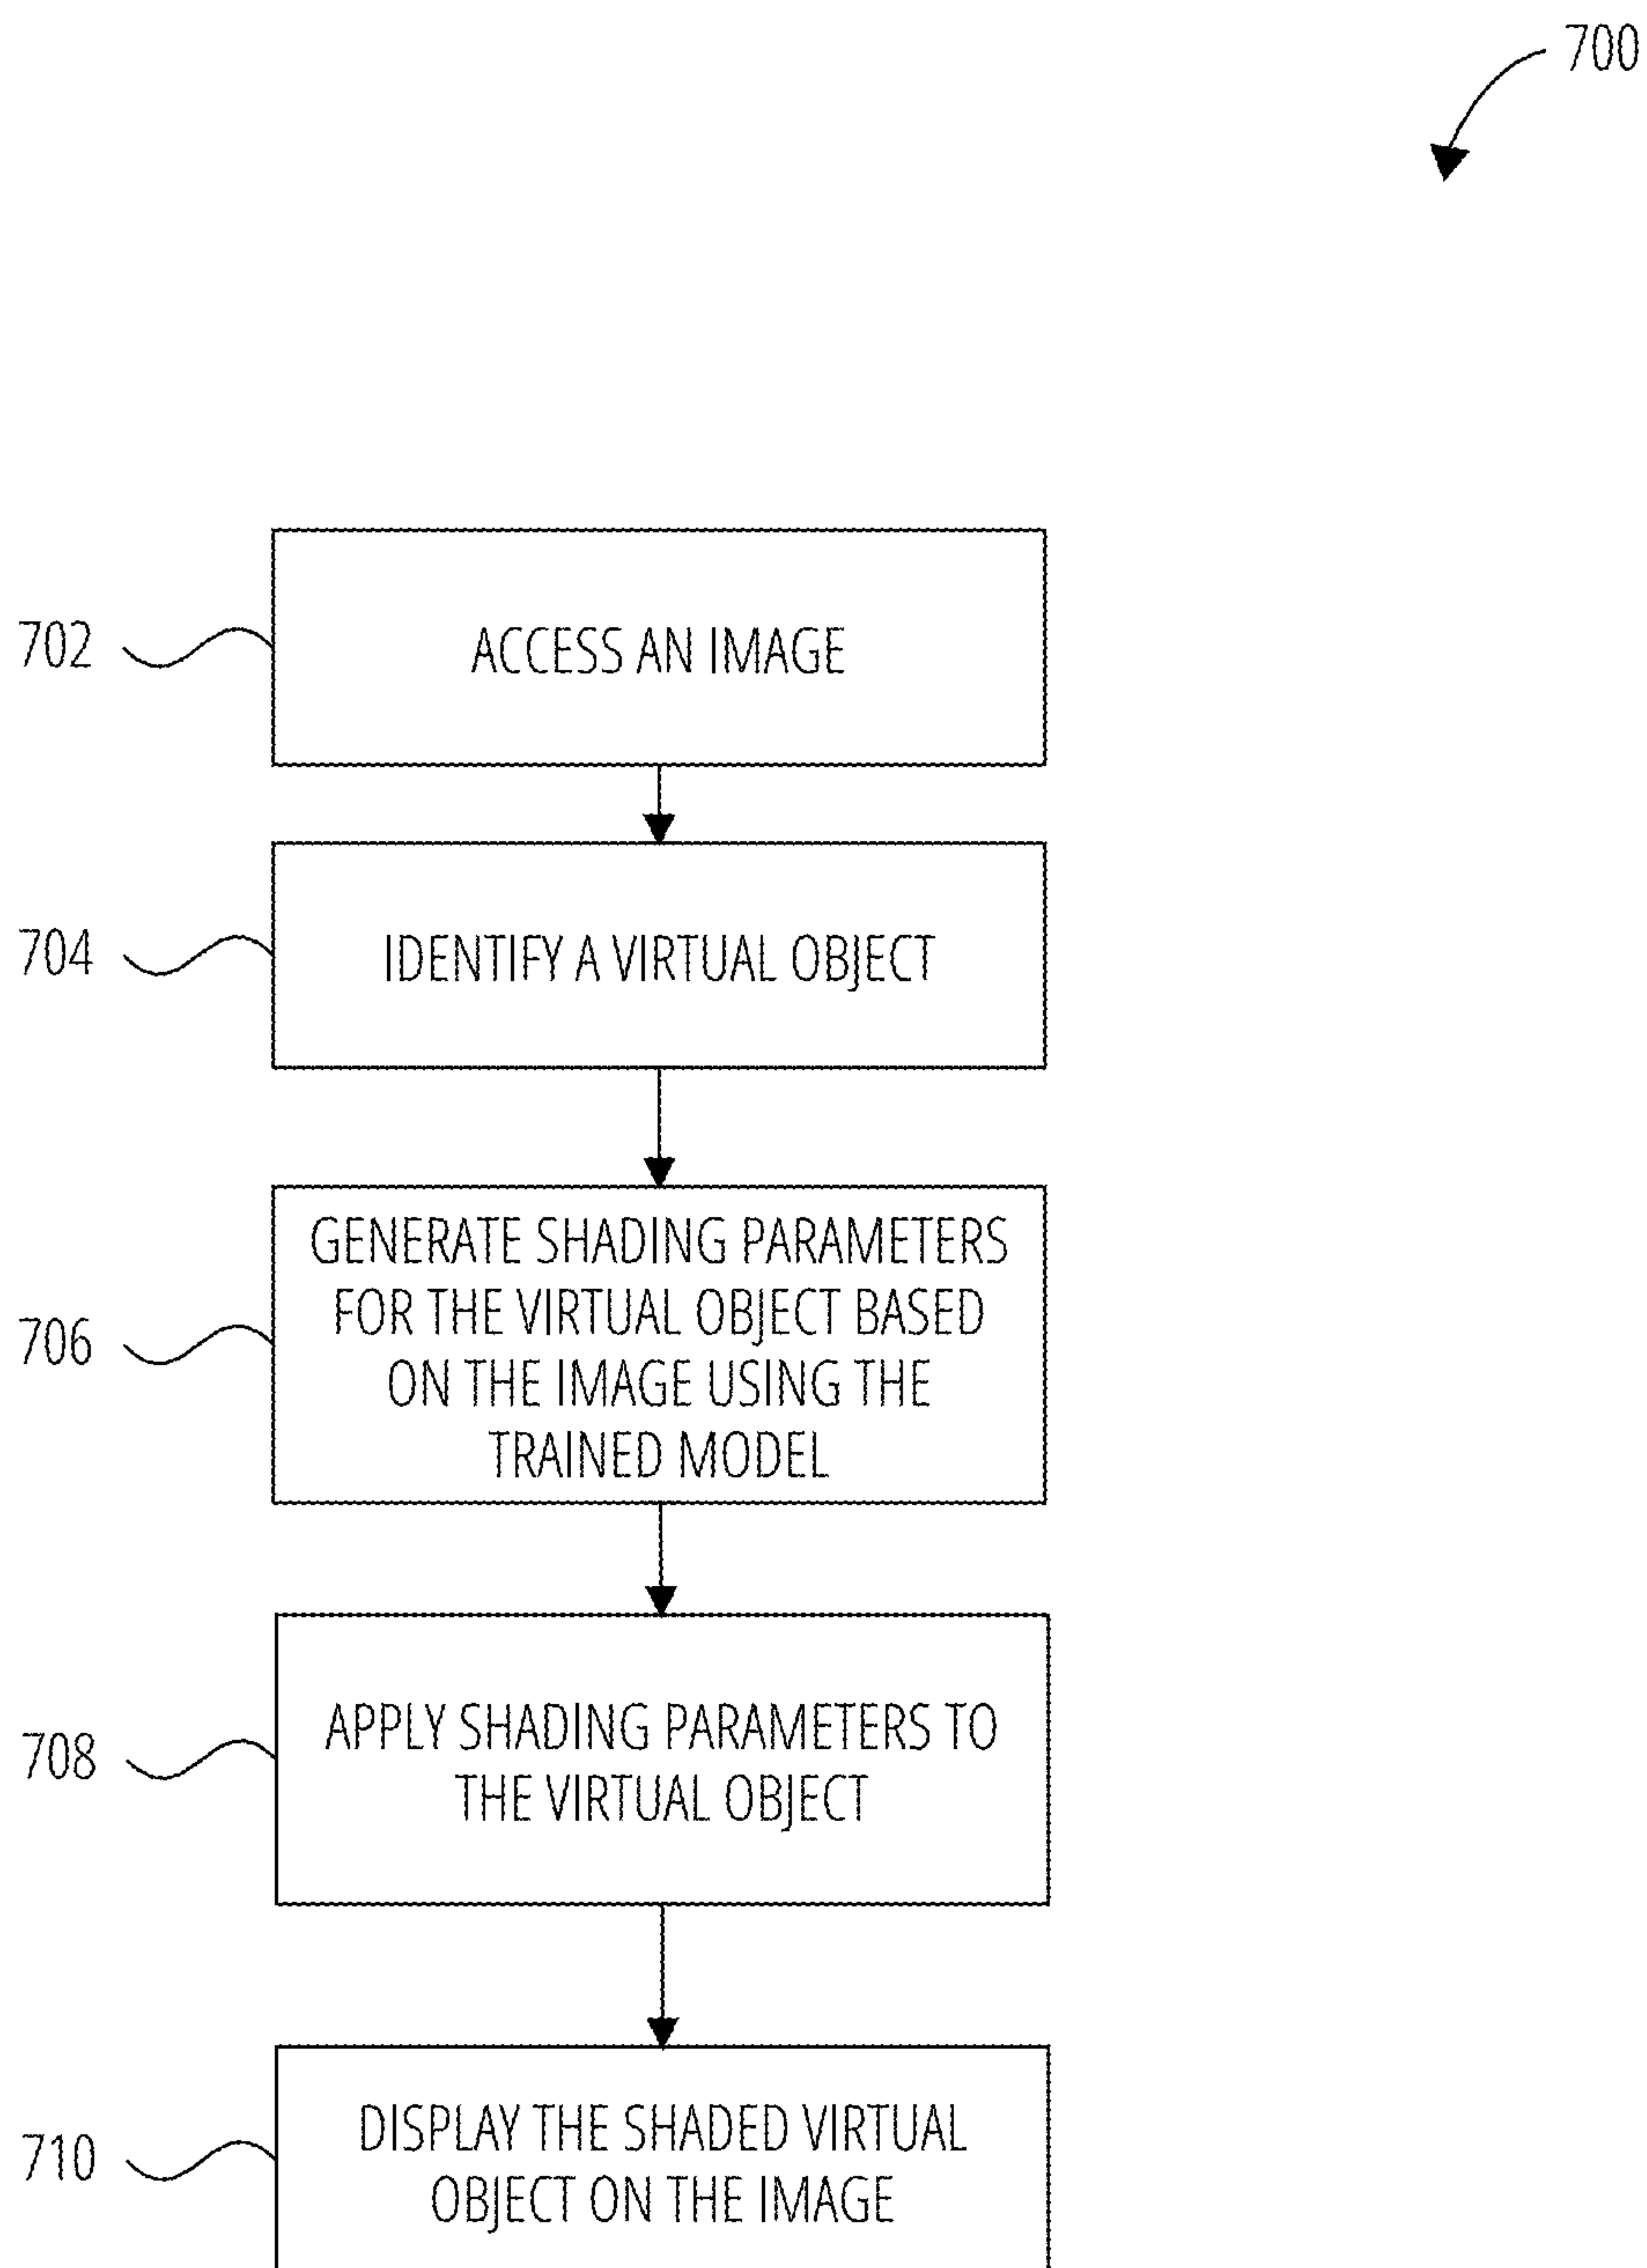 700
702
ACCESS AN IMAGE
704
IDENTIFY A VIRTUAL OBJECT
706
GENERATE SHADING PARAMETERS
FOR THE VIRTUAL OBJECT BASED
ON THE IMAGE USING THE
TRAINED MODEL
708
APPLY SHADING PARAMETERS TO
THE VIRTUAL OBJECT
710
DISPLAY THE SHADED VIRTUAL
OBJECT ON THE IMAGE